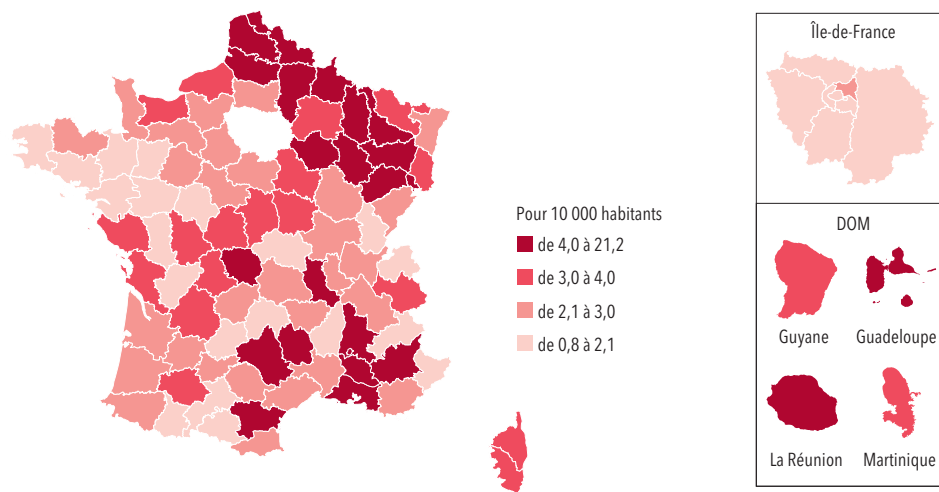 Pour 10 000 habitants
de 4,0 à 21,2
de 3,0 à 4,0
de 2,1 à 3,0
de 0,8 à 2,1
Île-de-France
DOM
Guyane
Guadeloupe
La Réunion
Martinique